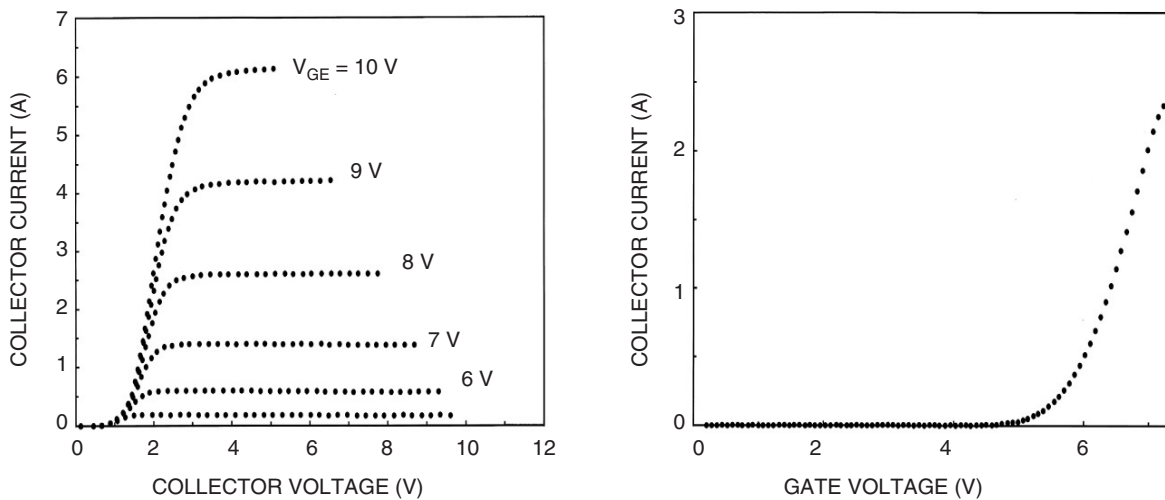 7
6
5
4
3
2
1
0
COLLECTOR CURRENT (A)
V_GE = 10 V
9 V
8 V
7 V
6 V
0 2 4 6 8 10 12
COLLECTOR VOLTAGE (V)
3
2
1
0
COLLECTOR CURRENT (A)
0 2 4 6
GATE VOLTAGE (V)